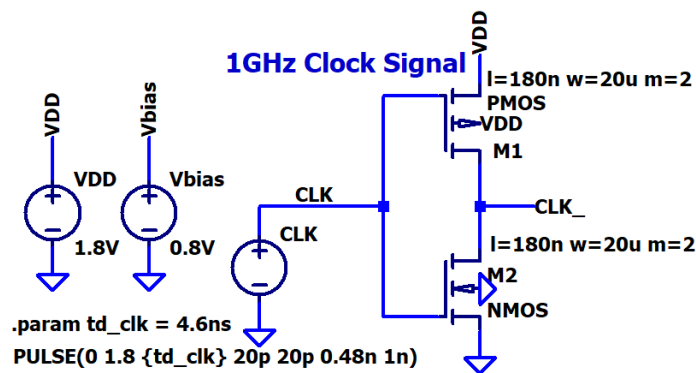 1GHz Clock Signal
VDD
l=180n w=20u m=2
PMOS
VDD
M1
VDD
Vbias
VDD
1.8V
Vbias
0.8V
CLK
CLK
CLK_
l=180n w=20u m=2
M2
NMOS
.param td_clk = 4.6ns
PULSE(0 1.8 {td_clk} 20p 20p 0.48n 1n)